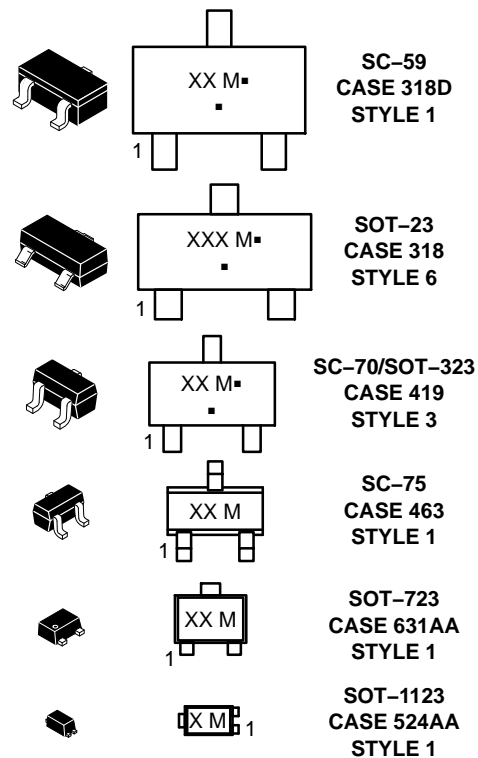 XX M▪
▪
1
SC–59
CASE 318D
STYLE 1
XXX M▪
▪
1
SOT–23
CASE 318
STYLE 6
XX M▪
▪
1
SC–70/SOT–323
CASE 419
STYLE 3
XX M
1
SC–75
CASE 463
STYLE 1
XX M
1
SOT–723
CASE 631AA
STYLE 1
X M
1
SOT–1123
CASE 524AA
STYLE 1